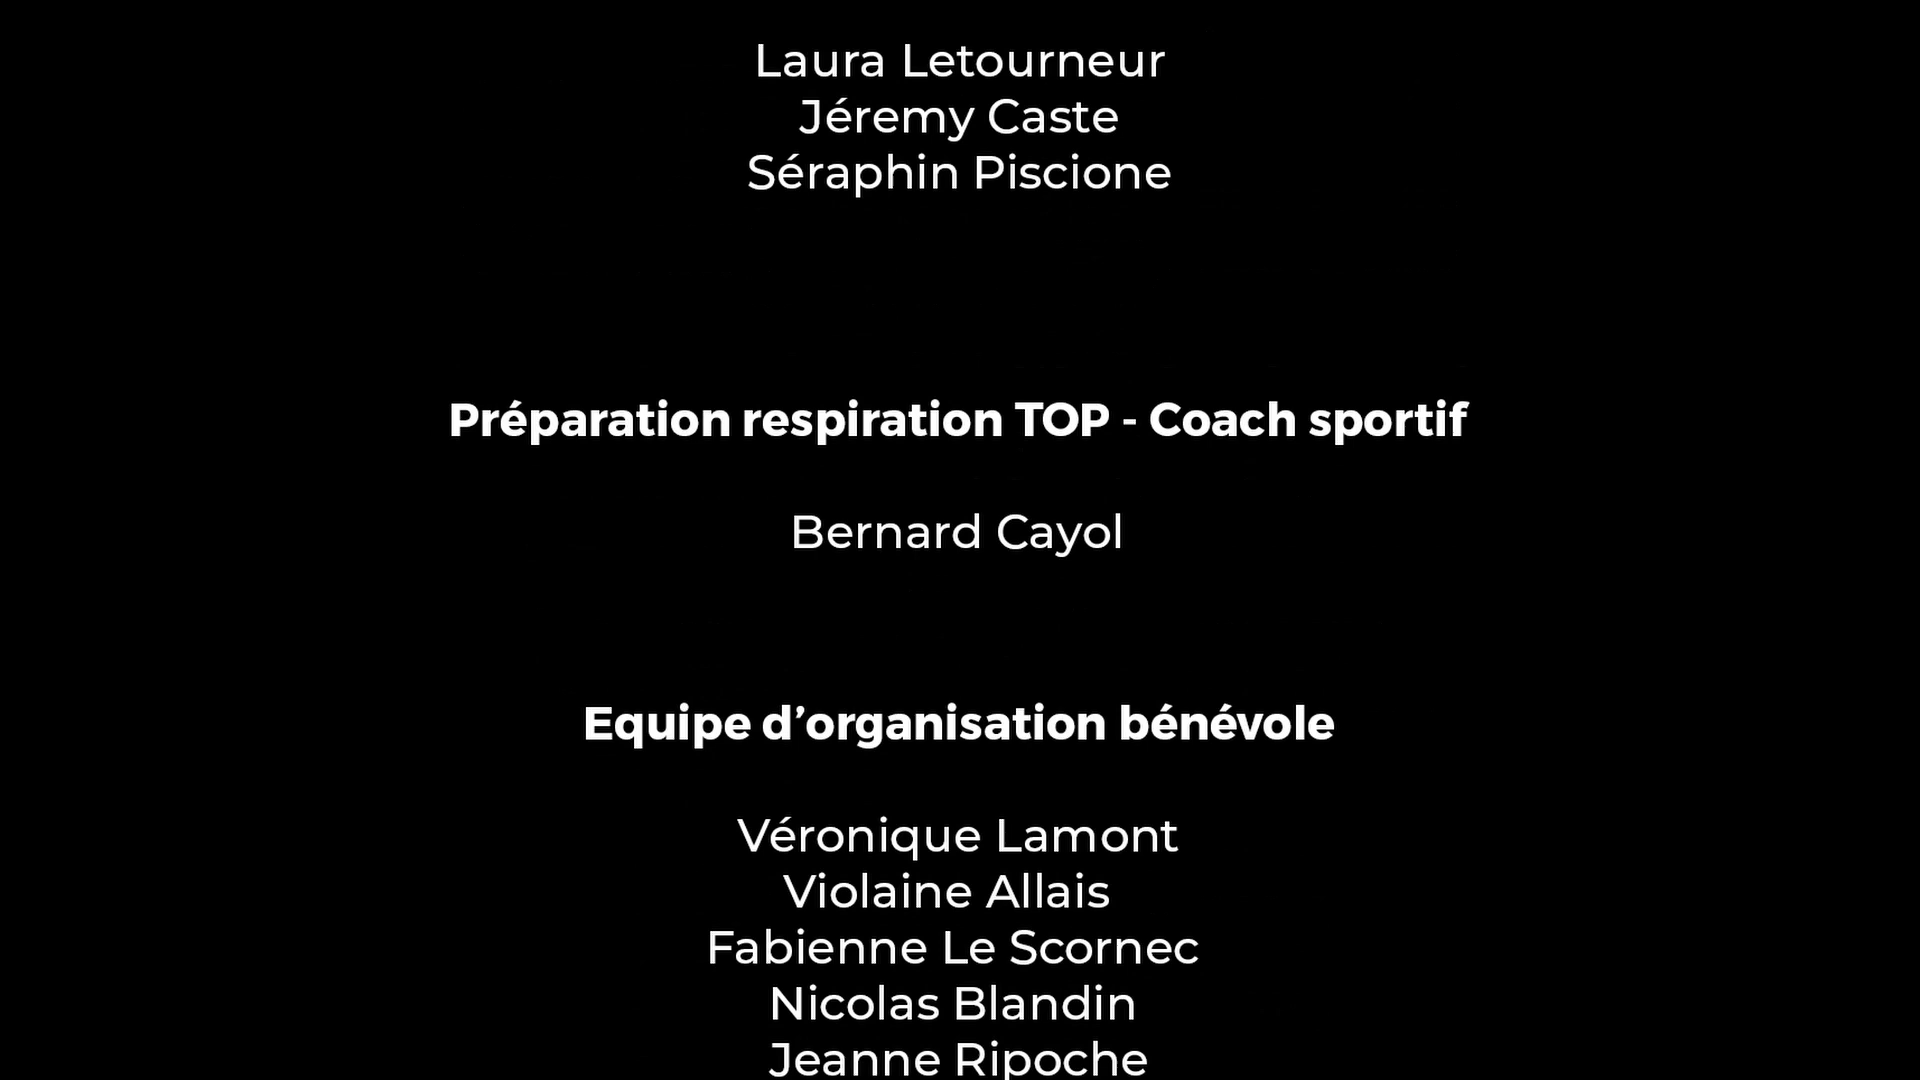 Laura Letourneur
Jéremy Caste
Séraphin Piscione
Préparation respiration TOP - Coach sportif
Bernard Cayol
Equipe d’organisation bénévole
Véronique Lamont
Violaine Allais
Fabienne Le Scornec
Nicolas Blandin
Jeanne Ripoche